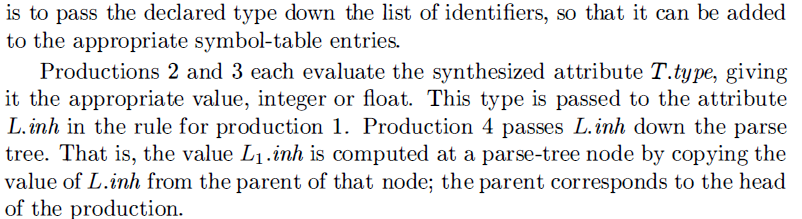 is to pass the declared type down the list of identifiers, so that it can be added
to the appropriate symbol-table entries.
Productions 2 and 3 each evaluate the synthesized attribute T.type, giving
it the appropriate value, integer or float. This type is passed to the attribute
L.inh in the rule for production 1. Production 4 passes L.inh down the parse
tree. That is, the value L₁.inh is computed at a parse-tree node by copying the
value of L.inh from the parent of that node; the parent corresponds to the head
of the production.